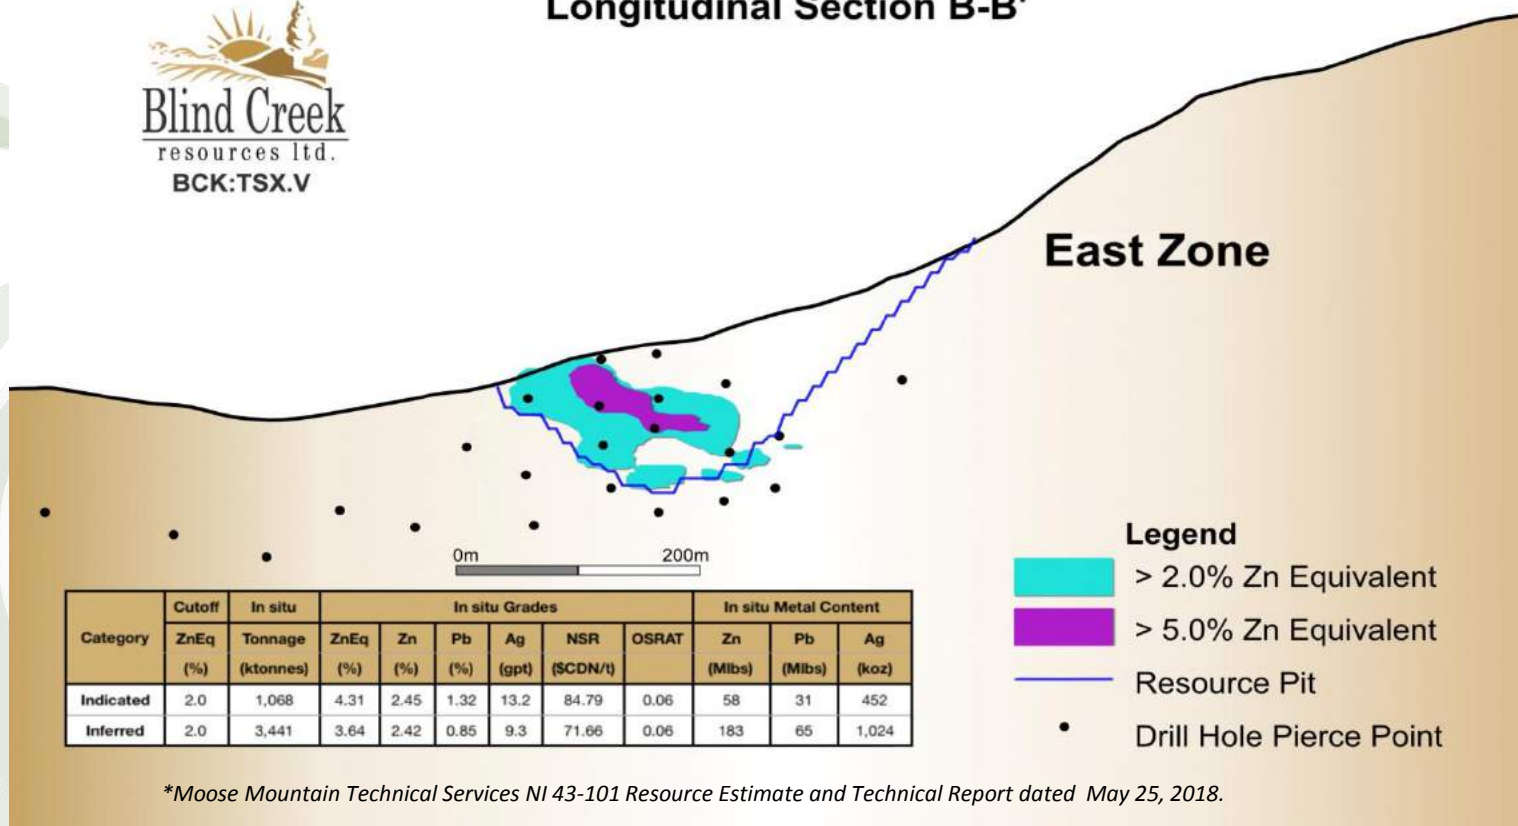 Longitudinal Section B-B'
Blind Creek
resources ltd.
BCK:TSX.V
East Zone
0m 200m
Legend
> 2.0% Zn Equivalent
> 5.0% Zn Equivalent
Resource Pit
Drill Hole Pierce Point
Category Cutoff In situ In situ Grades In situ Metal Content
ZnEq Tonnage ZnEq Zn Pb Ag NSR OSRAT Zn Pb Ag
(%) (ktonnes) (%) (%) (%) (gpt) ($CDN/t) (Mlbs) (Mlbs) (koz)
Indicated 2.0 1,068 4.31 2.45 1.32 13.2 84.79 0.06 58 31 452
Inferred 2.0 3,441 3.64 2.42 0.85 9.3 71.66 0.06 183 65 1,024
*Moose Mountain Technical Services NI 43-101 Resource Estimate and Technical Report dated May 25, 2018.